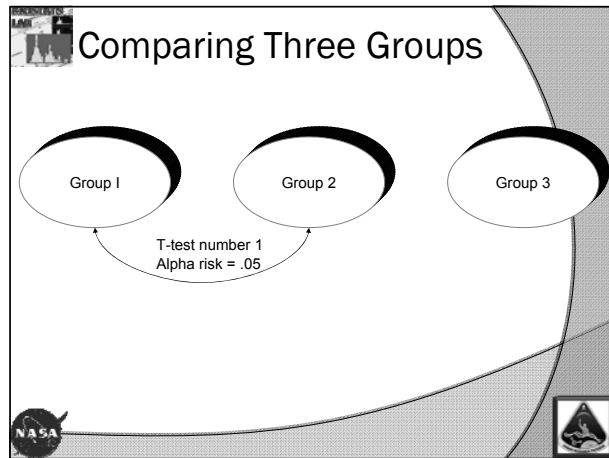 Comparing Three Groups
Group I
Group 2
Group 3
T-test number 1
Alpha risk = .05
NASA